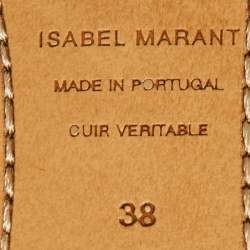 ISABEL MARANT
MADE IN PORTUGAL
CUIR VERITABLE
38